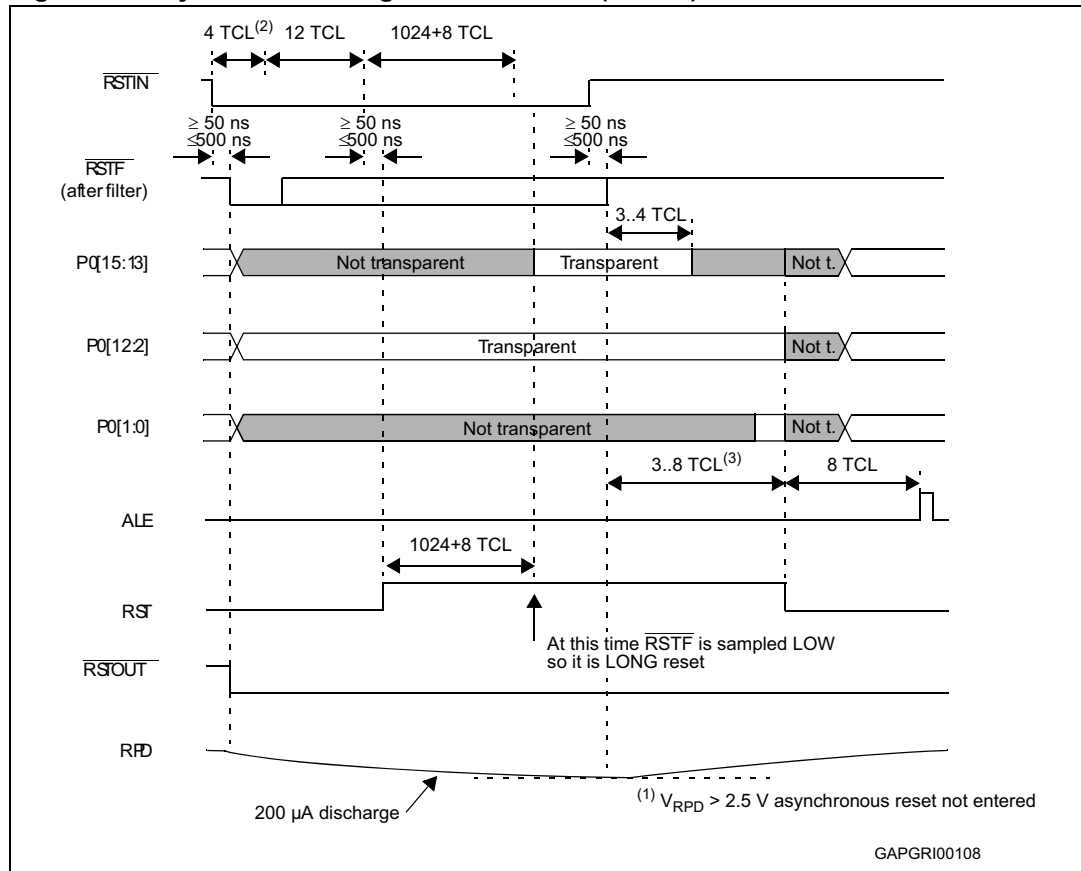 4 TCL(2) 12 TCL 1024+8 TCL
RSTIN
≥ 50 ns ≥ 50 ns ≥ 50 ns
≤500 ns ≤500 ns ≤500 ns
RSTF
(after filter)
3..4 TCL
P0[15:13] Not transparent Transparent Not t.
P0[12:2] Transparent Not t.
P0[1:0] Not transparent Not t.
3..8 TCL(3) 8 TCL
ALE
1024+8 TCL
RST
At this time RSTF is sampled LOW
so it is LONG reset
RSTOUT
RPD
200 µA discharge
(1) VRPD > 2.5 V asynchronous reset not entered
GAPGRI00108